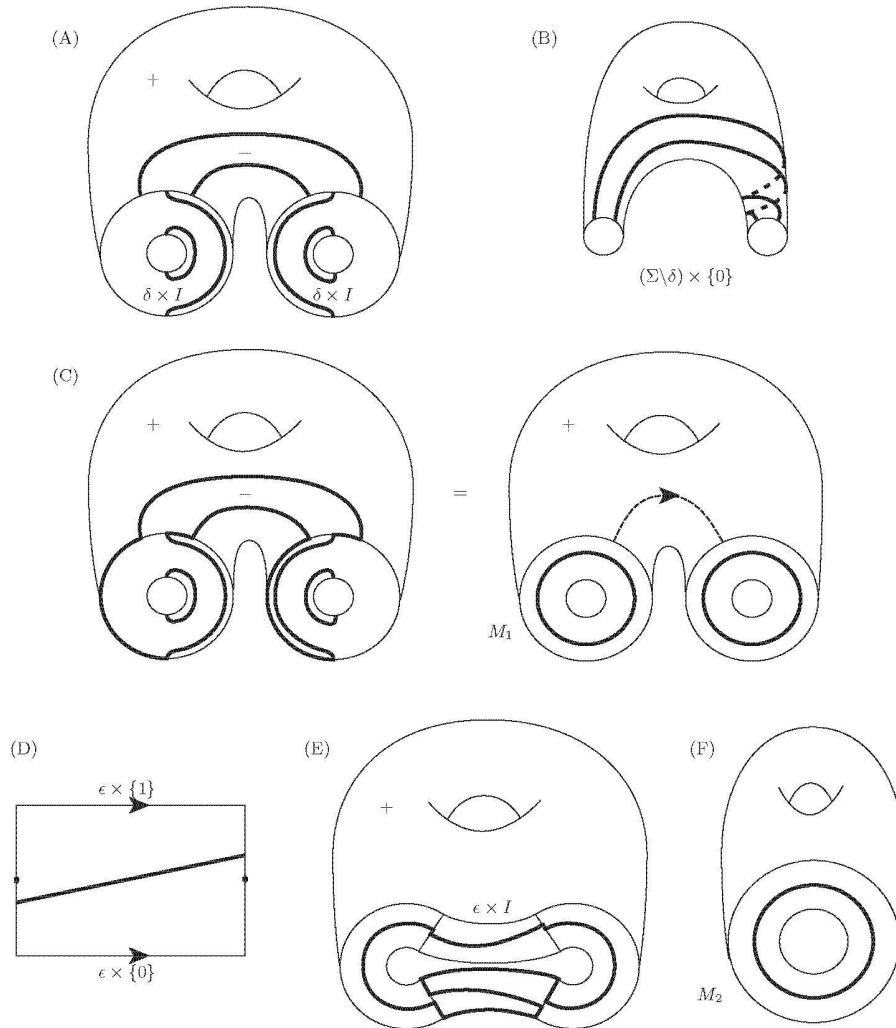 (A)
(B)
+
−
δ × I
δ × I
(Σ\δ) × {0}
(C)
+
−
=
+
M₁
(D)
ϵ × {1}
ϵ × {0}
(E)
+
ϵ × I
(F)
M₂